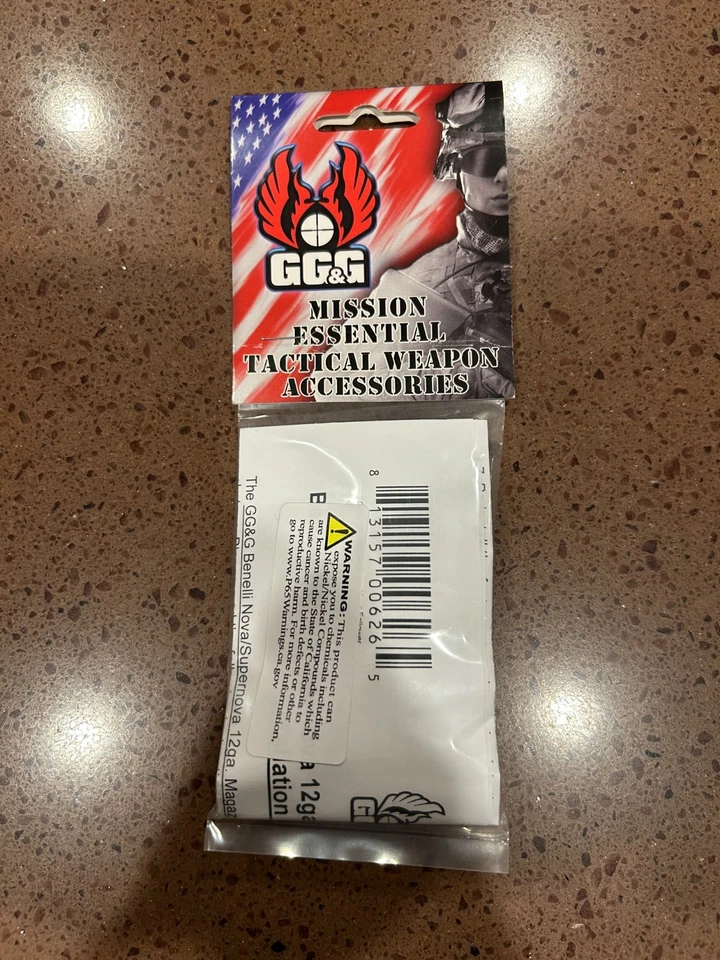 GG&G
MISSION
ESSENTIAL
TACTICAL WEAPON
ACCESSORIES
8 13157 00626 5
WARNING: This product can
expose you to chemicals including
Nickel/Nickel Compounds which
are known to the State of California to
cause cancer and birth defects or other
reproductive harm. For more information,
go to www.P65Warnings.ca.gov
a 12ga
ation
The GG&G Benelli Nova/Supernova 12ga. Magaz